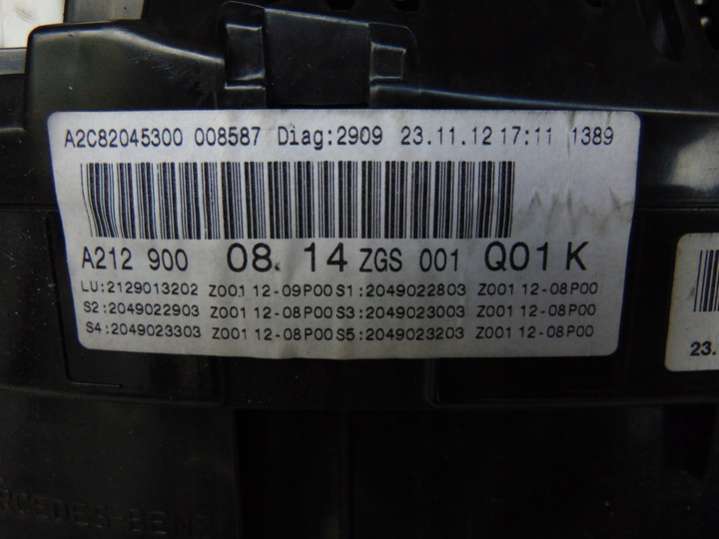 A2C82045300 008587 Diag:2909 23.11.12 17:11 1389
A212 900 08. 14 ZGS 001 Q01 K
LU:2129013202 Z001 12-09P00 S1:2049022803 Z001 12-08P00
S2:2049022903 Z001 12-08P00 S3:2049023003 Z001 12-08P00
S4:2049023303 Z001 12-08P00 S5:2049023203 Z001 12-08P00
23.